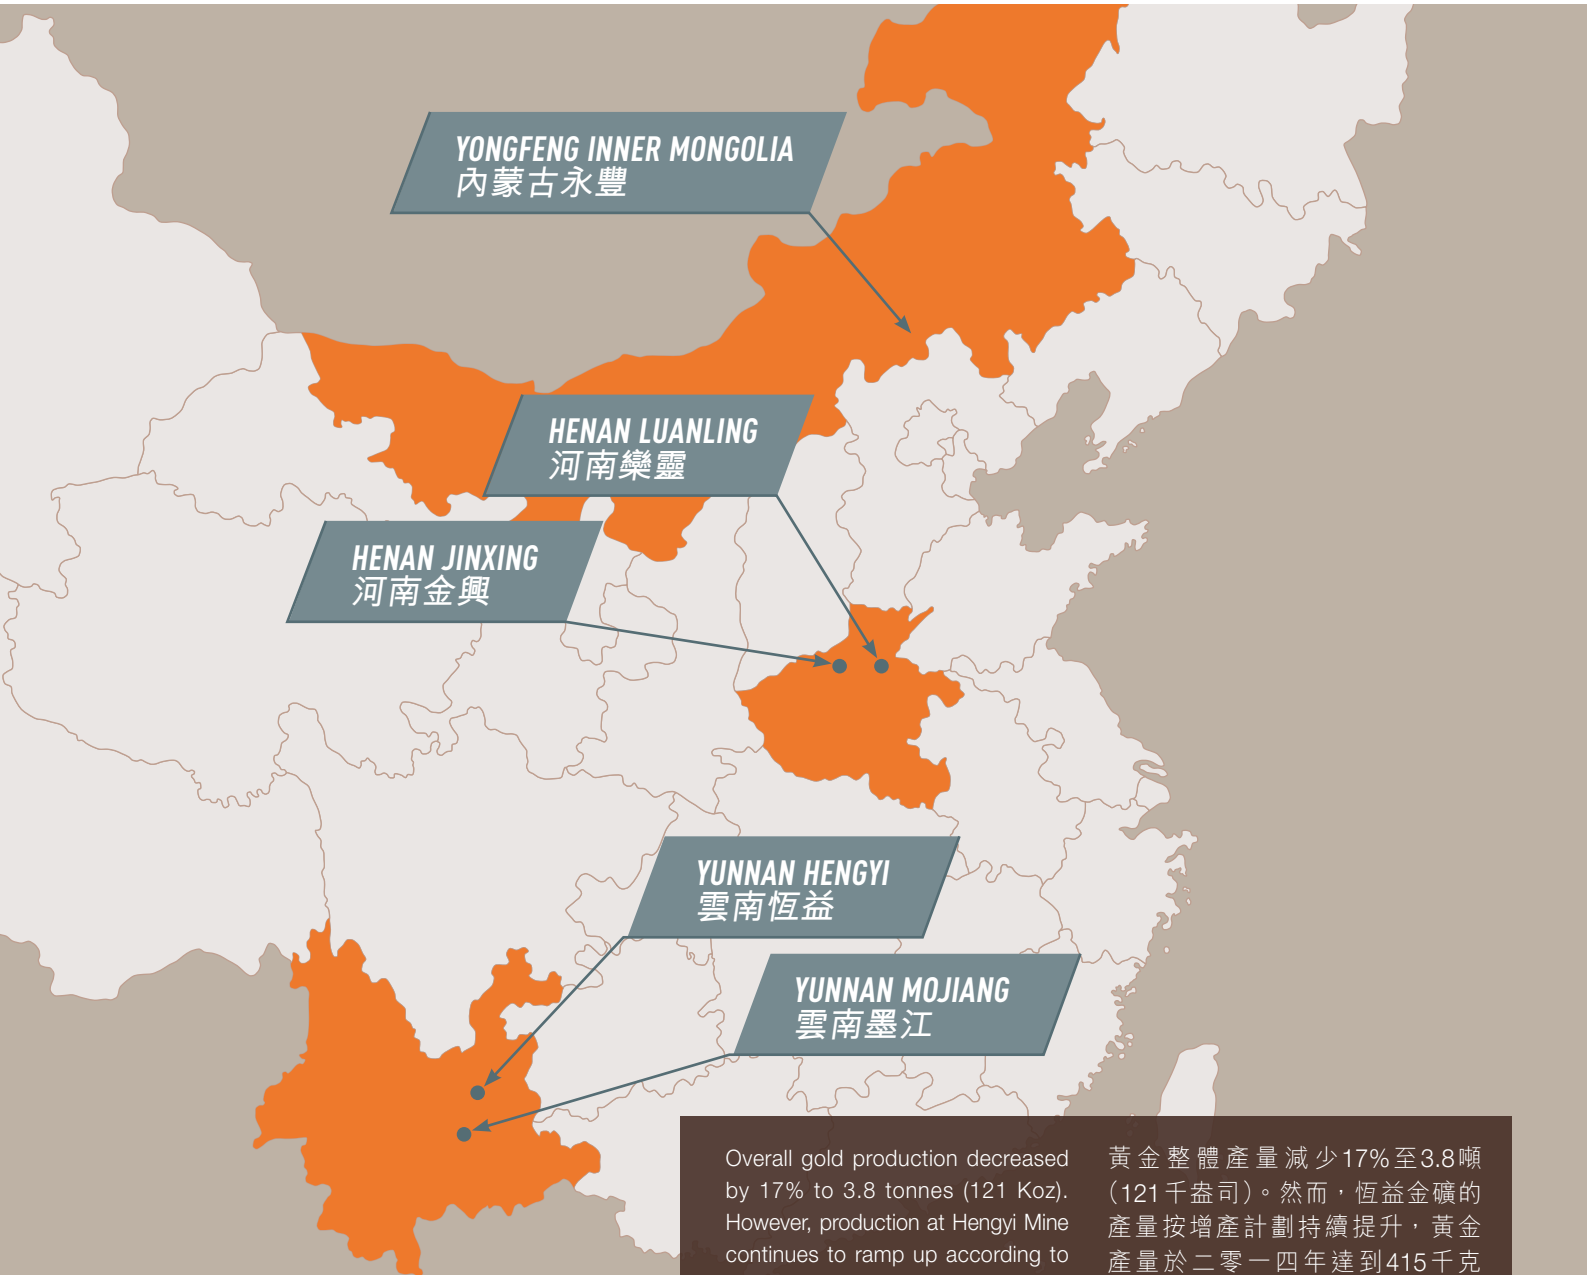 YONGFENG INNER MONGOLIA
內蒙古永豐
HENAN LUANLING
河南欒靈
HENAN JINXING
河南金興
YUNNAN HENGYI
雲南恆益
YUNNAN MOJIANG
雲南墨江
Overall gold production decreased
by 17% to 3.8 tonnes (121 Koz).
However, production at Hengyi Mine
continues to ramp up according to
黃金整體產量減少17%至3.8噸
（121千盎司）。然而，恆益金礦的
產量按增產計劃持續提升，黃金
產量於二零一四年達到415千克